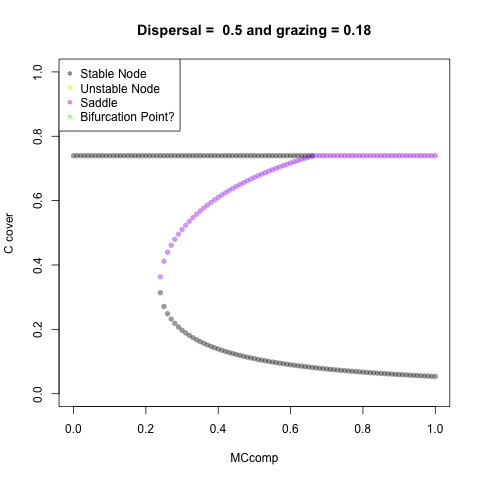 Dispersal =  0.5 and grazing = 0.18
Stable Node
Unstable Node
Saddle
Bifurcation Point?
C cover
1.0
0.8
0.6
0.4
0.2
0.0
0.0 0.2 0.4 0.6 0.8 1.0
MCcomp